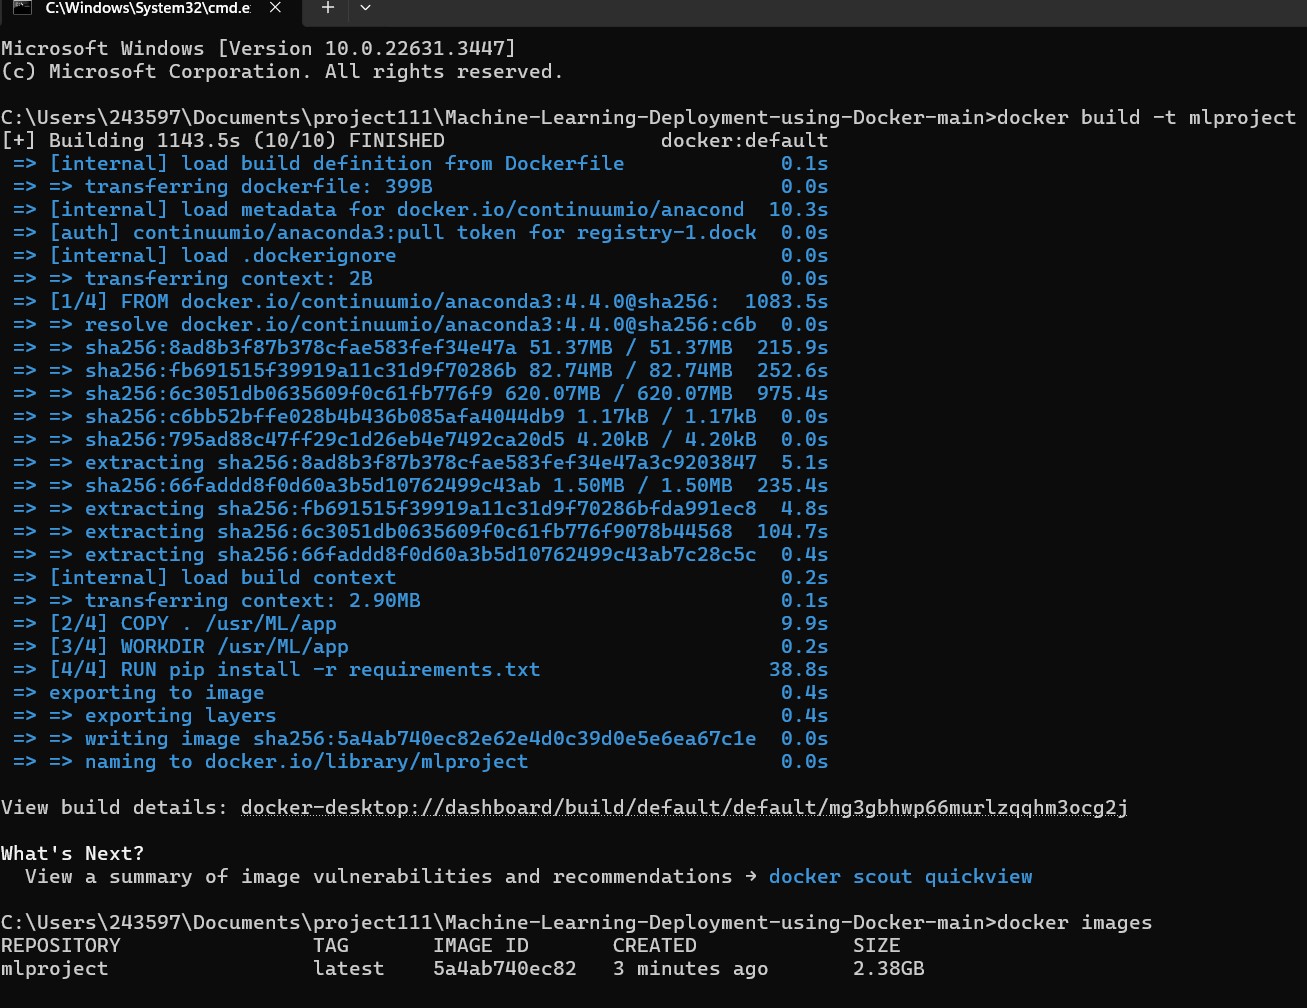 C:\Windows\System32\cmd.e
Microsoft Windows [Version 10.0.22631.3447]
(c) Microsoft Corporation. All rights reserved.
C:\Users\243597\Documents\project111\Machine-Learning-Deployment-using-Docker-main>docker build -t mlproject
[+] Building 1143.5s (10/10) FINISHED docker:default
=> [internal] load build definition from Dockerfile 0.1s
=> => transferring dockerfile: 399B 0.0s
=> [internal] load metadata for docker.io/continuumio/anacond 10.3s
=> [auth] continuumio/anaconda3:pull token for registry-1.dock 0.0s
=> [internal] load .dockerignore 0.0s
=> => transferring context: 2B 0.0s
=> [1/4] FROM docker.io/continuumio/anaconda3:4.4.0@sha256: 1083.5s
=> => resolve docker.io/continuumio/anaconda3:4.4.0@sha256:c6b 0.0s
=> => sha256:8ad8b3f87b378cfae583fef34e47a 51.37MB / 51.37MB 215.9s
=> => sha256:fb691515f39919a11c31d9f70286b 82.74MB / 82.74MB 252.6s
=> => sha256:6c3051db0635609f0c61fb776f9 620.07MB / 620.07MB 975.4s
=> => sha256:c6bb52bffe028b4b436b085afa4044db9 1.17kB / 1.17kB 0.0s
=> => sha256:795ad88c47ff29c1d26eb4e7492ca20d5 4.20kB / 4.20kB 0.0s
=> => extracting sha256:8ad8b3f87b378cfae583fef34e47a3c9203847 5.1s
=> => sha256:66faddd8f0d60a3b5d10762499c43ab 1.50MB / 1.50MB 235.4s
=> => extracting sha256:fb691515f39919a11c31d9f70286bfda991ec8 4.8s
=> => extracting sha256:6c3051db0635609f0c61fb776f9078b44568 104.7s
=> => extracting sha256:66faddd8f0d60a3b5d10762499c43ab7c28c5c 0.4s
=> [internal] load build context 0.2s
=> => transferring context: 2.90MB 0.1s
=> [2/4] COPY . /usr/ML/app 9.9s
=> [3/4] WORKDIR /usr/ML/app 0.2s
=> [4/4] RUN pip install -r requirements.txt 38.8s
=> exporting to image 0.4s
=> => exporting layers 0.4s
=> => writing image sha256:5a4ab740ec82e62e4d0c39d0e5e6ea67c1e 0.0s
=> => naming to docker.io/library/mlproject 0.0s
View build details: docker-desktop://dashboard/build/default/default/mg3gbhwp66murlzqqhm3ocg2j
What's Next?
View a summary of image vulnerabilities and recommendations → docker scout quickview
C:\Users\243597\Documents\project111\Machine-Learning-Deployment-using-Docker-main>docker images
REPOSITORY TAG IMAGE ID CREATED SIZE
mlproject latest 5a4ab740ec82 3 minutes ago 2.38GB